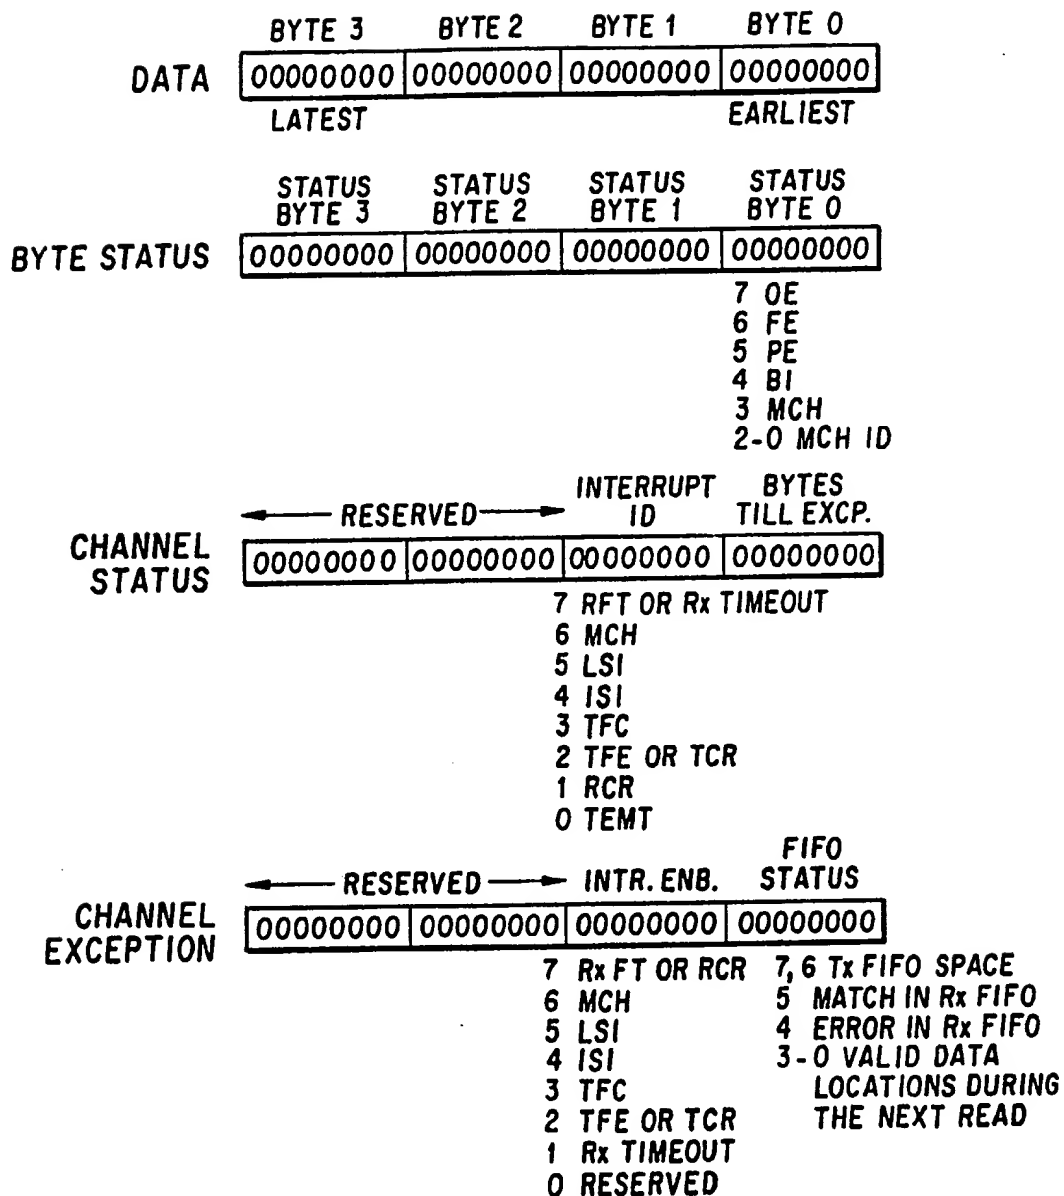 BYTE 3 BYTE 2 BYTE 1 BYTE 0
DATA 00000000 00000000 00000000 00000000
LATEST EARLIEST
STATUS STATUS STATUS STATUS
BYTE 3 BYTE 2 BYTE 1 BYTE 0
BYTE STATUS 00000000 00000000 00000000 00000000
7 OE
6 FE
5 PE
4 BI
3 MCH
2-0 MCH ID
INTERRUPT BYTES
RESERVED ID TILL EXCP.
CHANNEL
STATUS
00000000 00000000 00000000 00000000
7 RFT OR Rx TIMEOUT
6 MCH
5 LSI
4 ISI
3 TFC
2 TFE OR TCR
1 RCR
0 TEMT
FIFO
RESERVED INTR. ENB. STATUS
CHANNEL
EXCEPTION
00000000 00000000 00000000 00000000
7 Rx FT OR RCR 7,6 Tx FIFO SPACE
6 MCH 5 MATCH IN Rx FIFO
5 LSI 4 ERROR IN Rx FIFO
4 ISI 3-0 VALID DATA
3 TFC LOCATIONS DURING
2 TFE OR TCR THE NEXT READ
1 Rx TIMEOUT
0 RESERVED